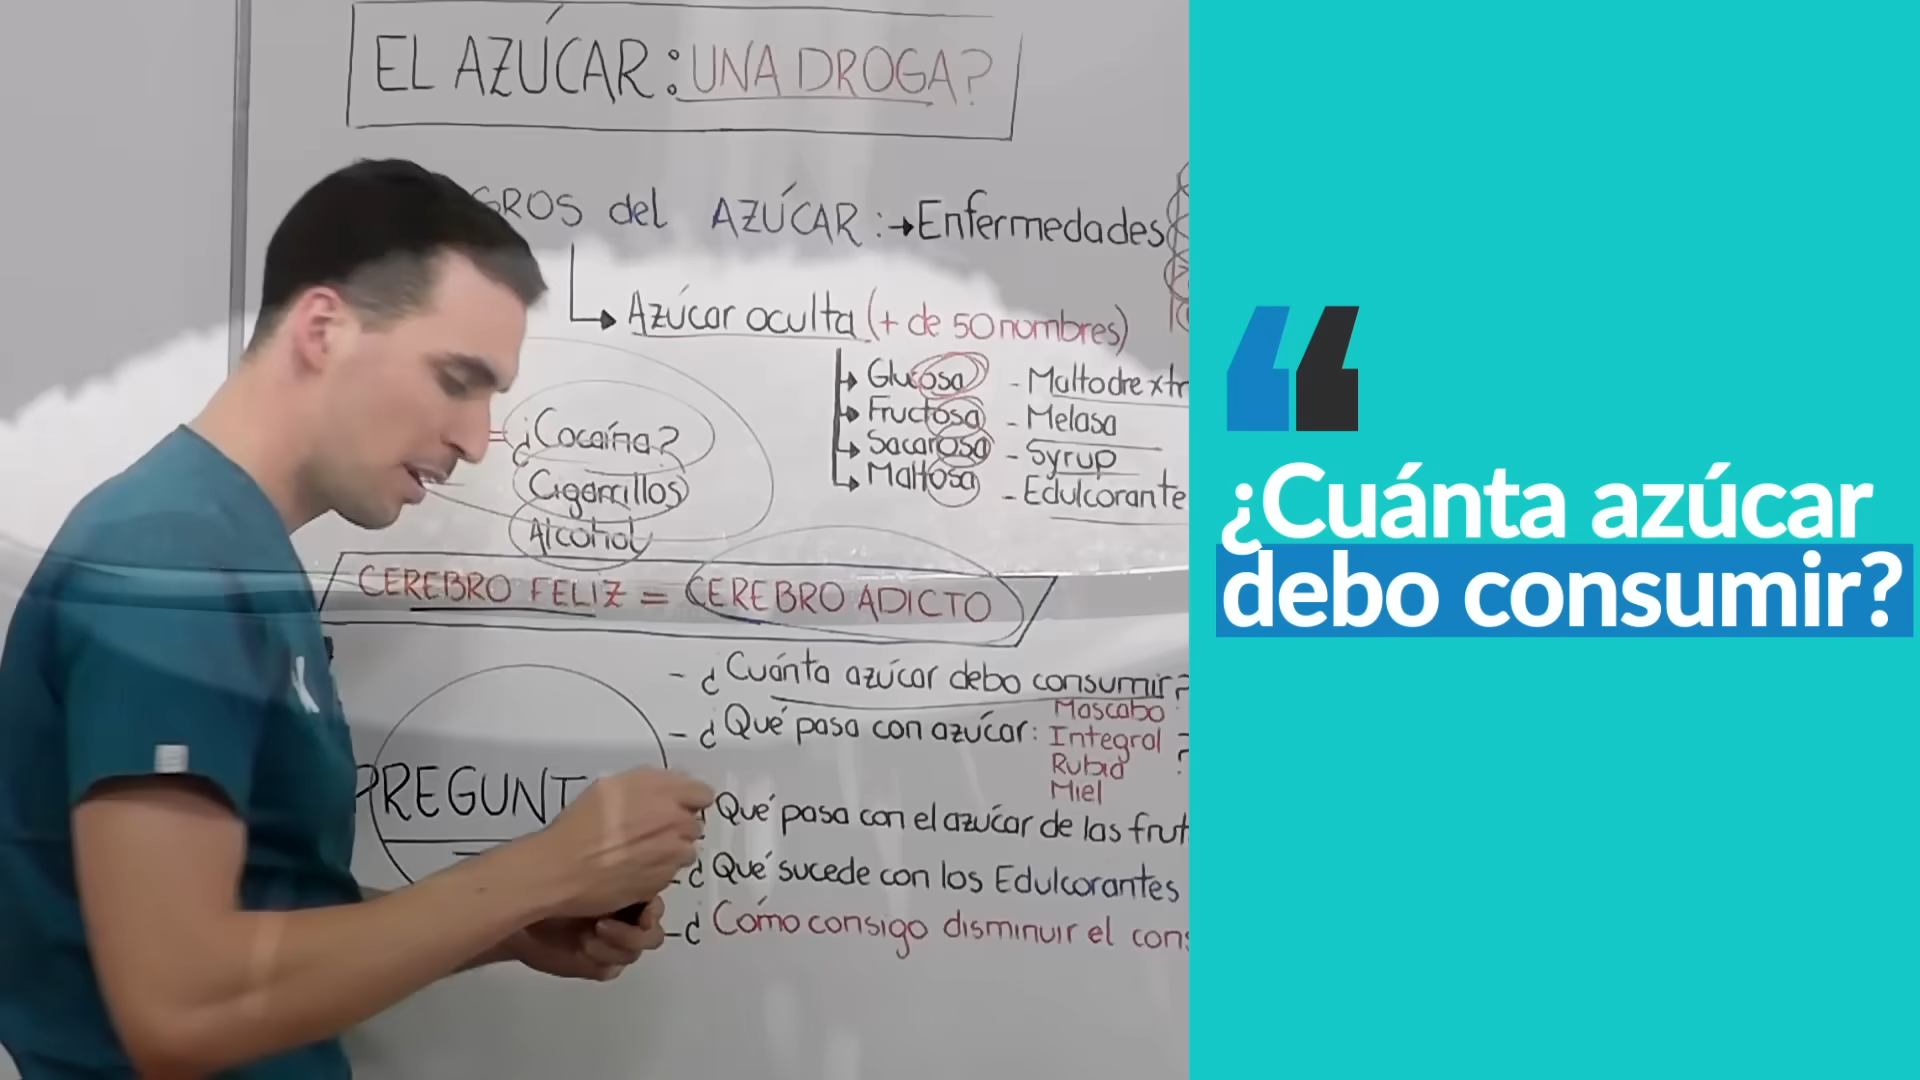 EL AZÚCAR: UNA DROGA?
GROS del AZÚCAR: → Enfermedades
Azúcar oculta (+ de 50 nombres)
Glucosa - Maltodrextr
Fructosa - Melasa
Sacarosa - Syrup
Maltosa - Edulcorante
= ¿Cocaína?
Cigarrillos
Alcohol
CEREBRO FELIZ = CEREBRO ADICTO
PREGUNT
- ¿Cuánta azúcar debo consumir?
- ¿Qué pasa con azúcar: Mascabo
Integral ?
Rubia
Miel
Qué pasa con el azúcar de las frut
- ¿Qué sucede con los Edulcorantes
- ¿Cómo consigo disminuir el cons
¿Cuánta azúcar
debo consumir?